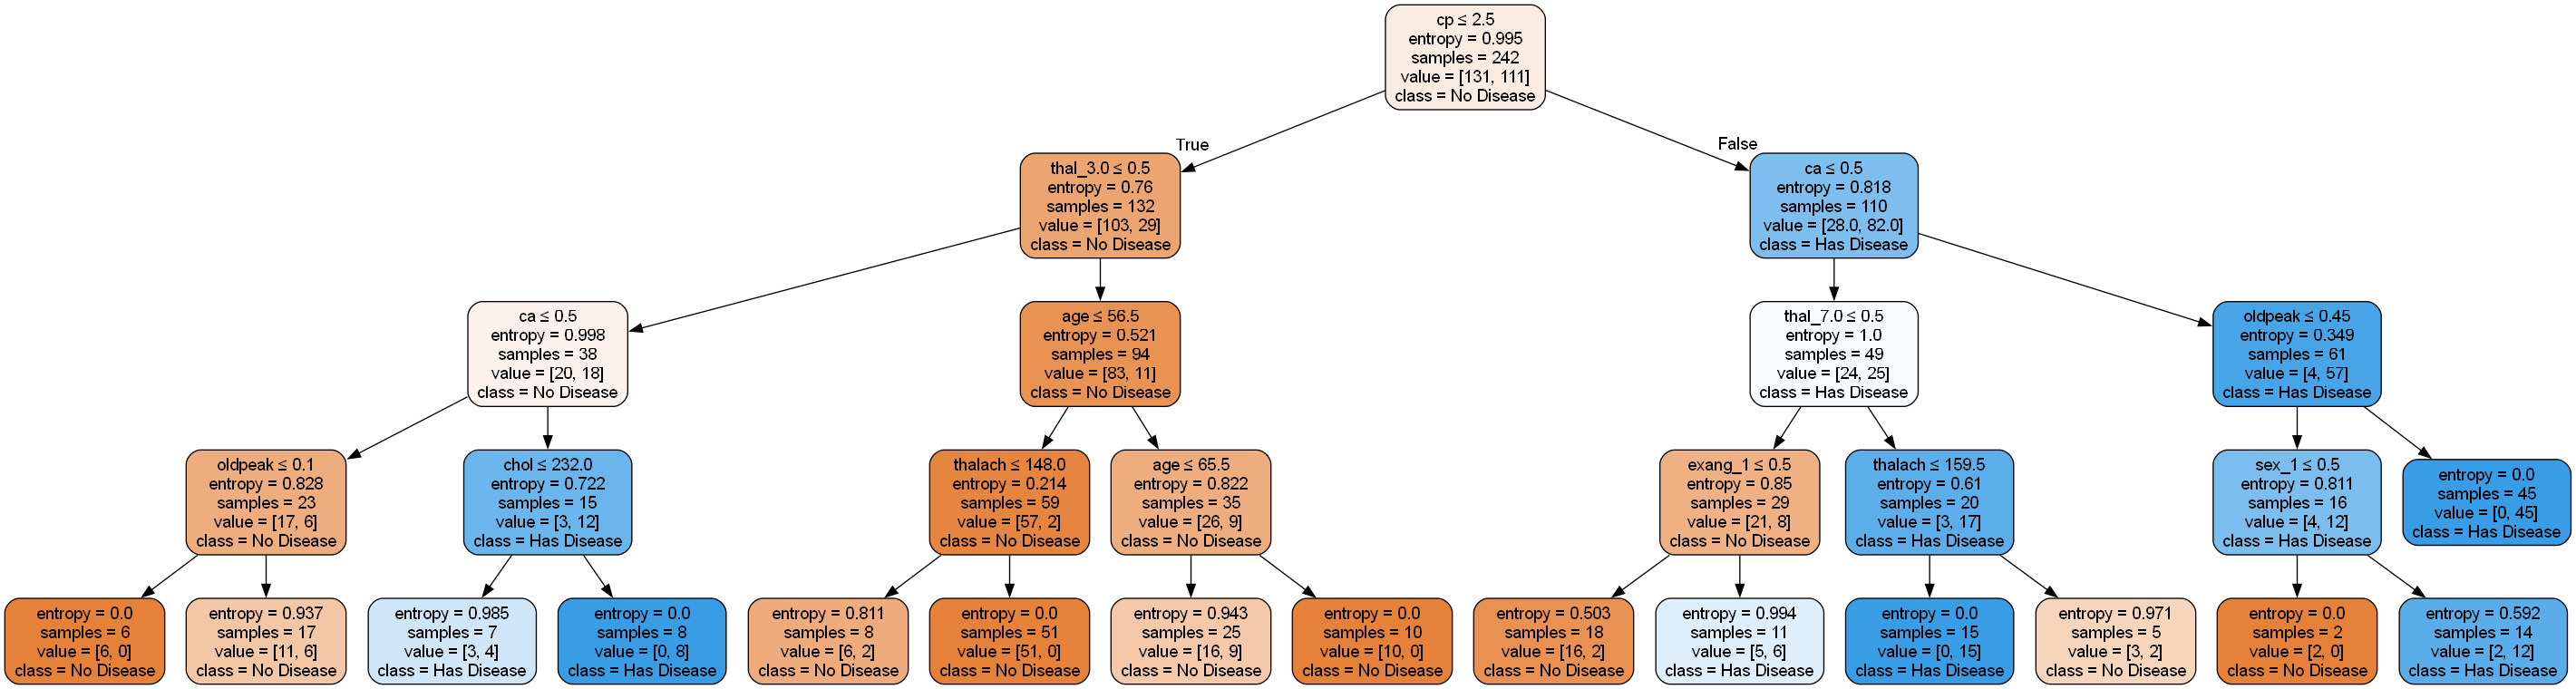 cp ≤ 2.5
entropy = 0.995
samples = 242
value = [131, 111]
class = No Disease
True
False
thal_3.0 ≤ 0.5
entropy = 0.76
samples = 132
value = [103, 29]
class = No Disease
ca ≤ 0.5
entropy = 0.818
samples = 110
value = [28.0, 82.0]
class = Has Disease
ca ≤ 0.5
entropy = 0.998
samples = 38
value = [20, 18]
class = No Disease
age ≤ 56.5
entropy = 0.521
samples = 94
value = [83, 11]
class = No Disease
thal_7.0 ≤ 0.5
entropy = 1.0
samples = 49
value = [24, 25]
class = Has Disease
oldpeak ≤ 0.45
entropy = 0.349
samples = 61
value = [4, 57]
class = Has Disease
oldpeak ≤ 0.1
entropy = 0.828
samples = 23
value = [17, 6]
class = No Disease
chol ≤ 232.0
entropy = 0.722
samples = 15
value = [3, 12]
class = Has Disease
thalach ≤ 148.0
entropy = 0.214
samples = 59
value = [57, 2]
class = No Disease
age ≤ 65.5
entropy = 0.822
samples = 35
value = [26, 9]
class = No Disease
exang_1 ≤ 0.5
entropy = 0.85
samples = 29
value = [21, 8]
class = No Disease
thalach ≤ 159.5
entropy = 0.61
samples = 20
value = [3, 17]
class = Has Disease
sex_1 ≤ 0.5
entropy = 0.811
samples = 16
value = [4, 12]
class = Has Disease
entropy = 0.0
samples = 45
value = [0, 45]
class = Has Disease
entropy = 0.0
samples = 6
value = [6, 0]
class = No Disease
entropy = 0.937
samples = 17
value = [11, 6]
class = No Disease
entropy = 0.985
samples = 7
value = [3, 4]
class = Has Disease
entropy = 0.0
samples = 8
value = [0, 8]
class = Has Disease
entropy = 0.811
samples = 8
value = [6, 2]
class = No Disease
entropy = 0.0
samples = 51
value = [51, 0]
class = No Disease
entropy = 0.943
samples = 25
value = [16, 9]
class = No Disease
entropy = 0.0
samples = 10
value = [10, 0]
class = No Disease
entropy = 0.503
samples = 18
value = [16, 2]
class = No Disease
entropy = 0.994
samples = 11
value = [5, 6]
class = Has Disease
entropy = 0.0
samples = 15
value = [0, 15]
class = Has Disease
entropy = 0.971
samples = 5
value = [3, 2]
class = No Disease
entropy = 0.0
samples = 2
value = [2, 0]
class = No Disease
entropy = 0.592
samples = 14
value = [2, 12]
class = Has Disease